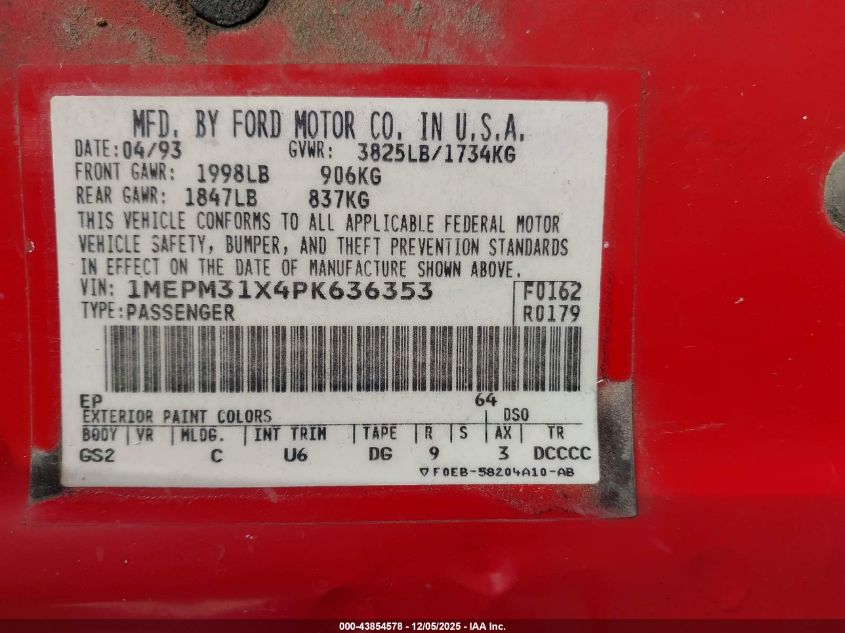 MFD. BY FORD MOTOR CO. IN U.S.A.
DATE: 04/93 GVWR: 3825LB/1734KG
FRONT GAWR: 1998LB 906KG
REAR GAWR: 1847LB 837KG
THIS VEHICLE CONFORMS TO ALL APPLICABLE FEDERAL MOTOR
VEHICLE SAFETY, BUMPER, AND THEFT PREVENTION STANDARDS
IN EFFECT ON THE DATE OF MANUFACTURE SHOWN ABOVE.
VIN: 1MEPM31X4PK636353 F0162
TYPE: PASSENGER R0179
EP 64
EXTERIOR PAINT COLORS DSO
BODY VR MLDG. INT TRIM TAPE R S AX TR
GS2 C U6 DG 9 3 DCCCC
F0EB-58204A10-AB
000-43854578 - 12/05/2025 - IAA Inc.